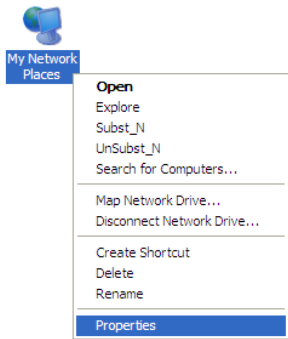 My Network
Places
Open
Explore
Subst_N
UnSubst_N
Search for Computers...
Map Network Drive...
Disconnect Network Drive...
Create Shortcut
Delete
Rename
Properties